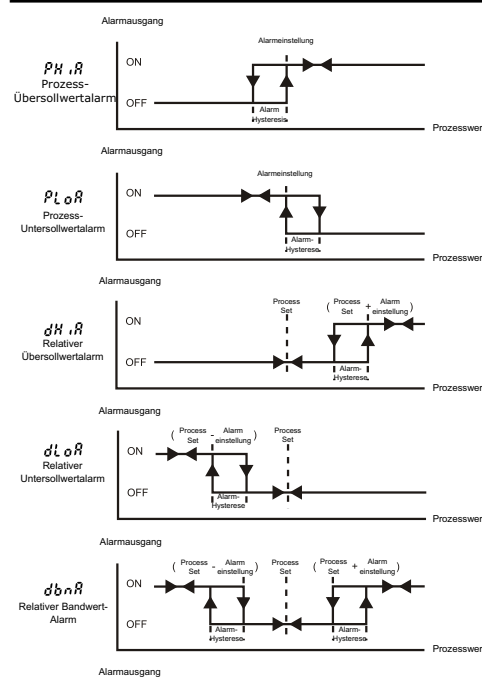 Alarmausgang
Alarmeinstellung
PHiA
ON
Prozess-
Übersollwertalarm
OFF
Alarm
Hysteresis
Prozesswer
Alarmausgang
Alarmeinstellung
PLoA
ON
Prozess-
Untersollwertalarm
OFF
Alarm-
Hysterese
Prozesswer
Alarmausgang
Process
Set
( Process
Set + Alarm
einstellung )
ON
dHiA
Relativer
Übersollwertalarm
OFF
Alarm-
Hysterese
Prozesswer
Alarmausgang
( Process
Set - Alarm
einstellung )
Process
Set
dLoA
ON
Relativer
Untersollwertalarm
OFF
Alarm-
Hysterese
Prozesswer
Alarmausgang
( Process
Set - Alarm
einstellung )
Process
Set
( Process
Set + Alarm
einstellung )
dbnA
ON
Relativer Bandwert-
Alarm
OFF
Alarm-
Hysterese
Alarm-
Hysterese
Prozesswer
Alarmausgang